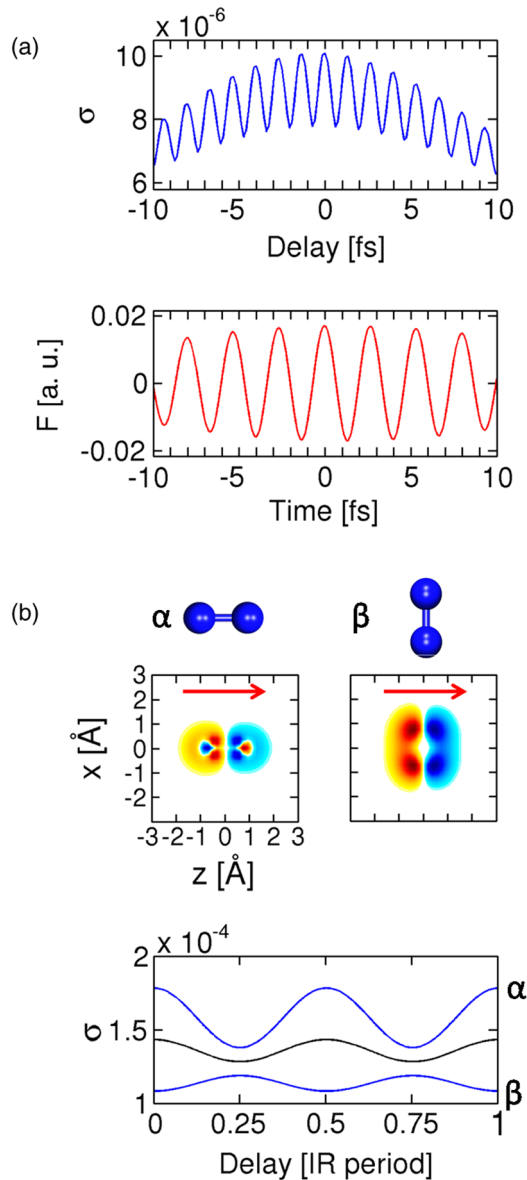 (a)
x 10^-6
10
8
6
σ
-10 -5 0 5 10
Delay [fs]
0.02
0
-0.02
F [a. u.]
-10 -5 0 5 10
Time [fs]
(b)
α
β
3
2
1
0
-1
-2
x [Å]
-3 -2 -1 0 1 2 3
z [Å]
x 10^-4
2
1.5
1
σ
α
β
0 0.25 0.5 0.75 1
Delay [IR period]